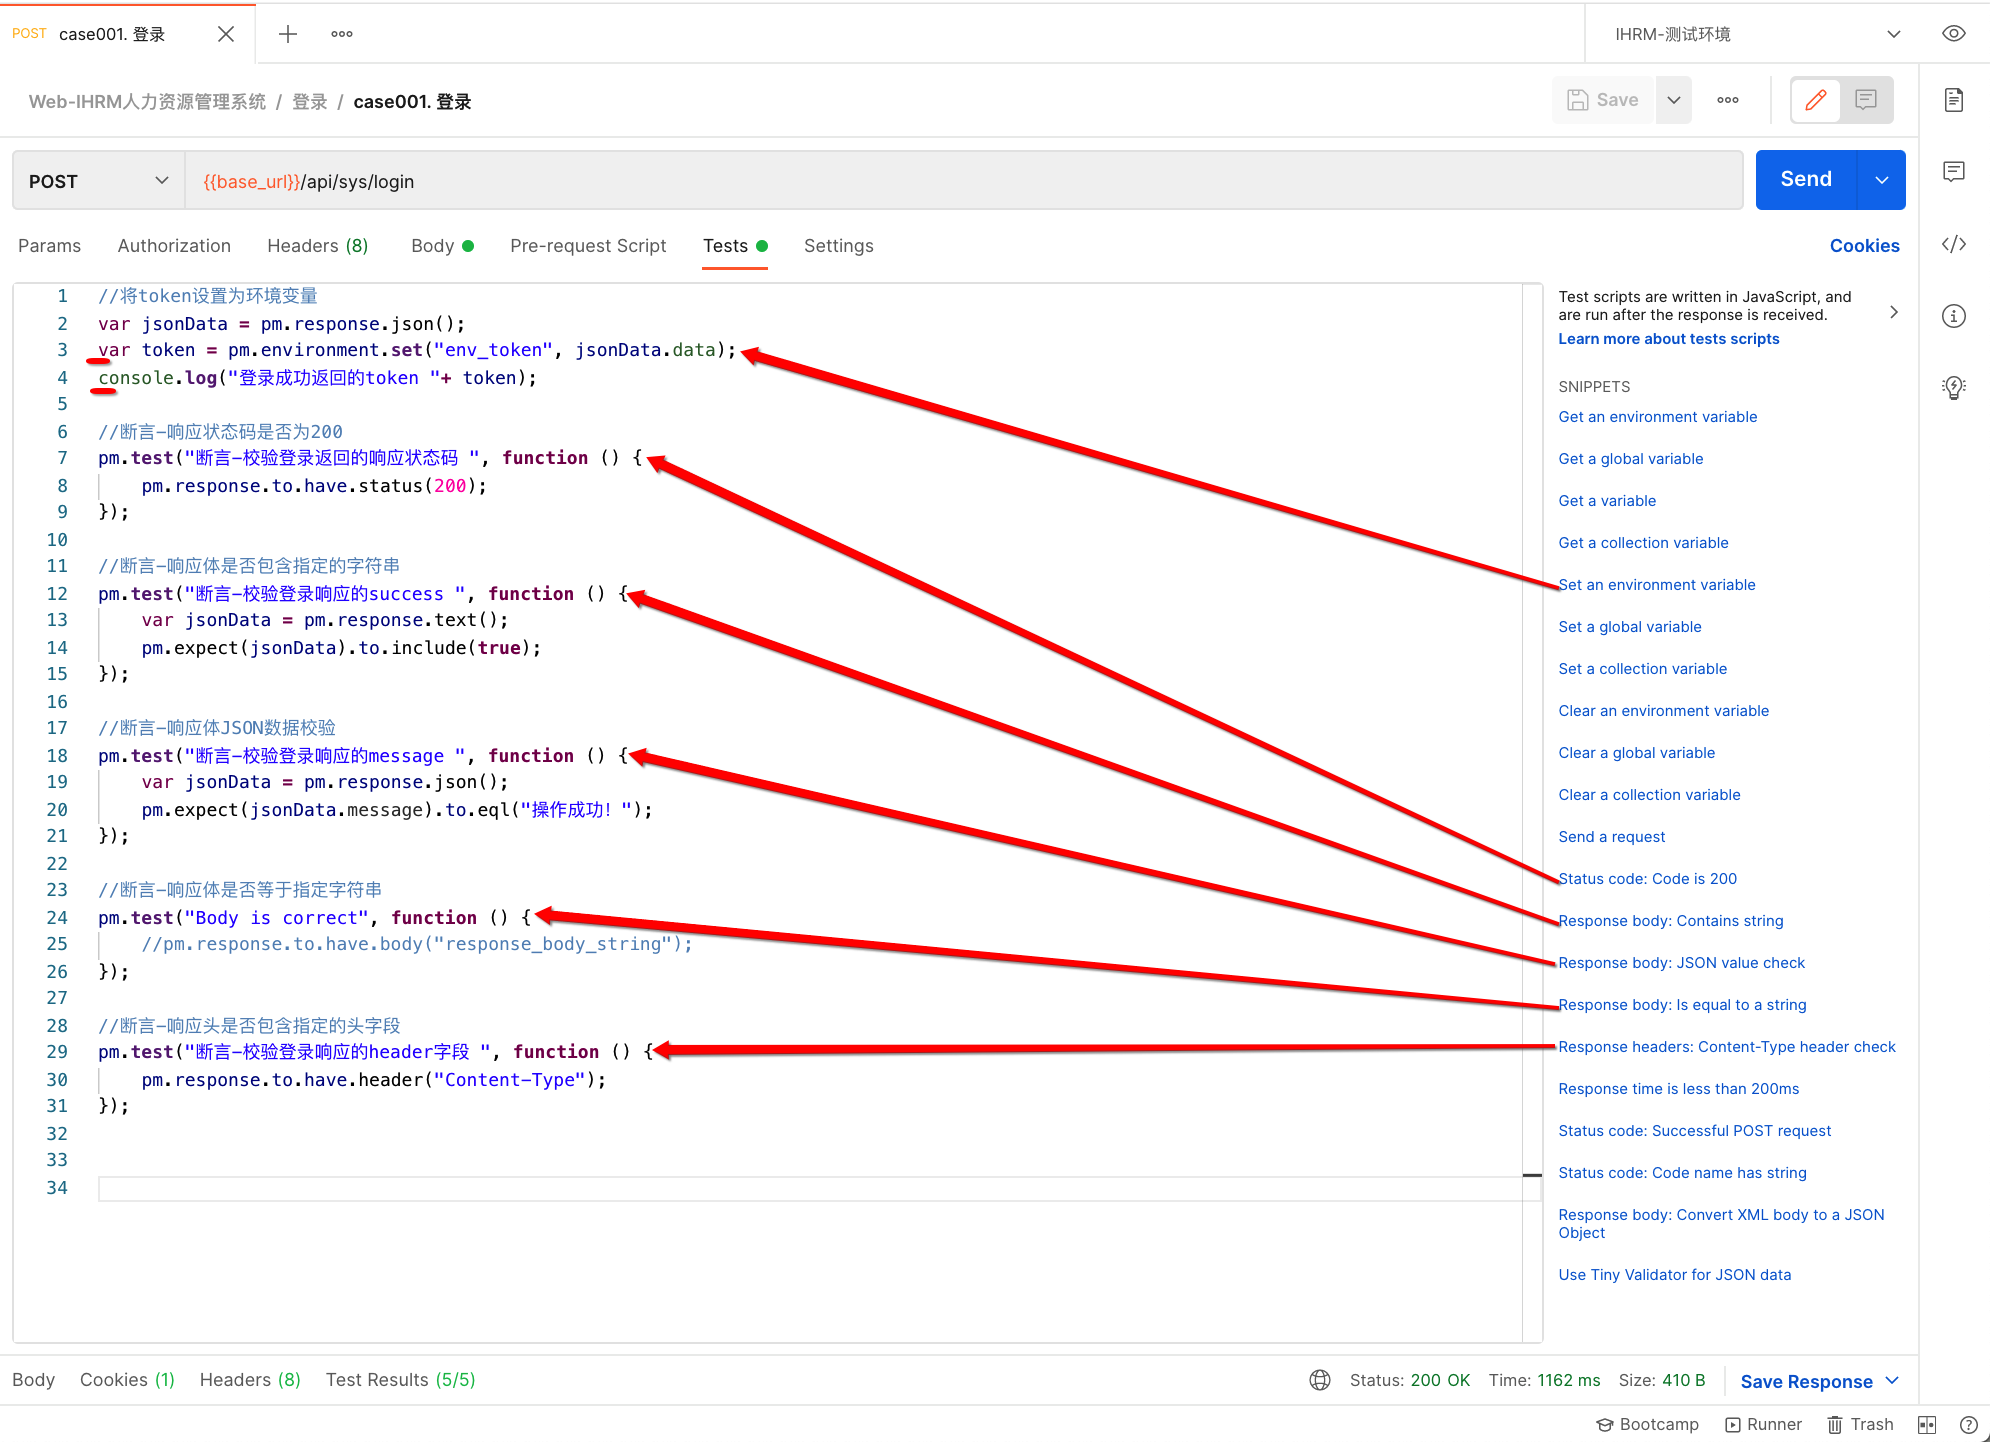 POST case001. 登录
IHRM-测试环境
Web-IHRM人力资源管理系统 / 登录 / case001. 登录
Save
POST
{{base_url}}/api/sys/login
Send
Params Authorization Headers (8) Body Pre-request Script Tests Settings
Cookies
1 //将token设置为环境变量
2 var jsonData = pm.response.json();
3 var token = pm.environment.set("env_token", jsonData.data);
4 console.log("登录成功返回的token "+ token);
5
6 //断言-响应状态码是否为200
7 pm.test("断言-校验登录返回的响应状态码 ", function () {
8 pm.response.to.have.status(200);
9 });
10
11 //断言-响应体是否包含指定的字符串
12 pm.test("断言-校验登录响应的success ", function () {
13 var jsonData = pm.response.text();
14 pm.expect(jsonData).to.include(true);
15 });
16
17 //断言-响应体JSON数据校验
18 pm.test("断言-校验登录响应的message ", function () {
19 var jsonData = pm.response.json();
20 pm.expect(jsonData.message).to.eql("操作成功！");
21 });
22
23 //断言-响应体是否等于指定字符串
24 pm.test("Body is correct", function () {
25 //pm.response.to.have.body("response_body_string");
26 });
27
28 //断言-响应头是否包含指定的头字段
29 pm.test("断言-校验登录响应的header字段 ", function () {
30 pm.response.to.have.header("Content-Type");
31 });
32
33
34
Test scripts are written in JavaScript, and
are run after the response is received.
Learn more about tests scripts
SNIPPETS
Get an environment variable
Get a global variable
Get a variable
Get a collection variable
Set an environment variable
Set a global variable
Set a collection variable
Clear an environment variable
Clear a global variable
Clear a collection variable
Send a request
Status code: Code is 200
Response body: Contains string
Response body: JSON value check
Response body: Is equal to a string
Response headers: Content-Type header check
Response time is less than 200ms
Status code: Successful POST request
Status code: Code name has string
Response body: Convert XML body to a JSON
Object
Use Tiny Validator for JSON data
Body Cookies (1) Headers (8) Test Results (5/5)
Status: 200 OK Time: 1162 ms Size: 410 B Save Response
Bootcamp Runner Trash